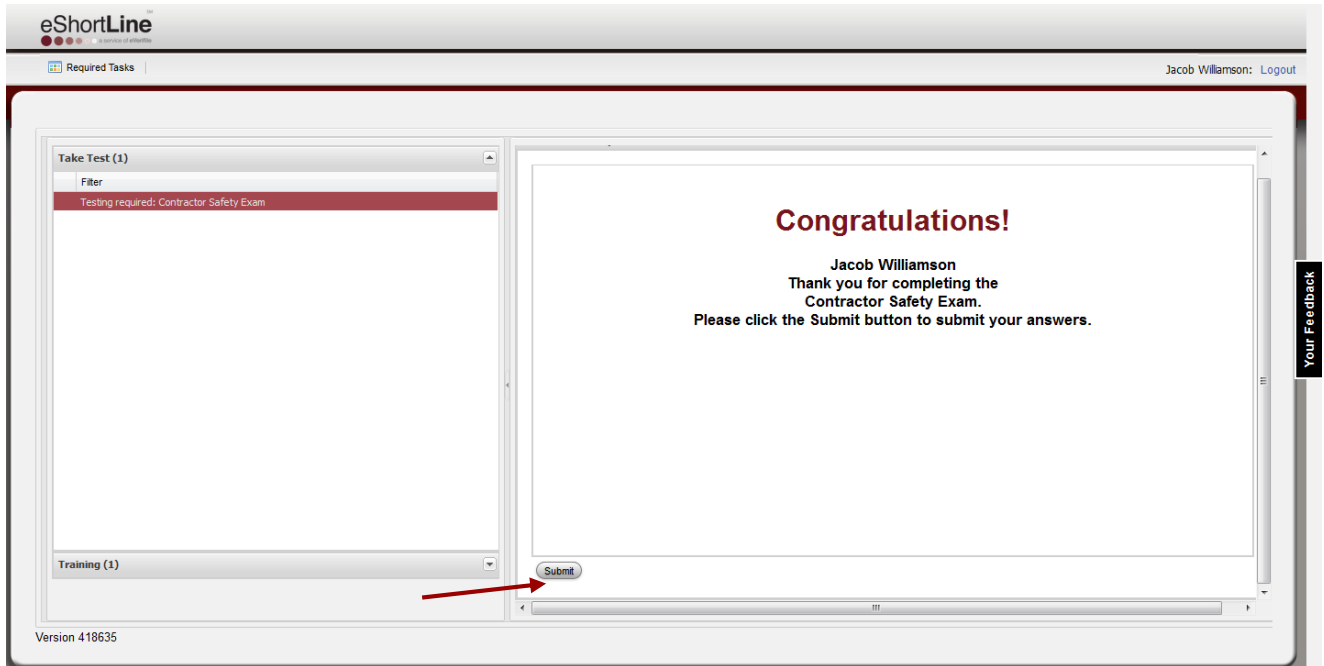 eShortLine
SM
a service of eVerifile
Required Tasks
Jacob Williamson: Logout
Take Test (1)
Filter
Testing required: Contractor Safety Exam
Training (1)
Congratulations!
Jacob Williamson
Thank you for completing the
Contractor Safety Exam.
Please click the Submit button to submit your answers.
Submit
Your Feedback
Version 418635